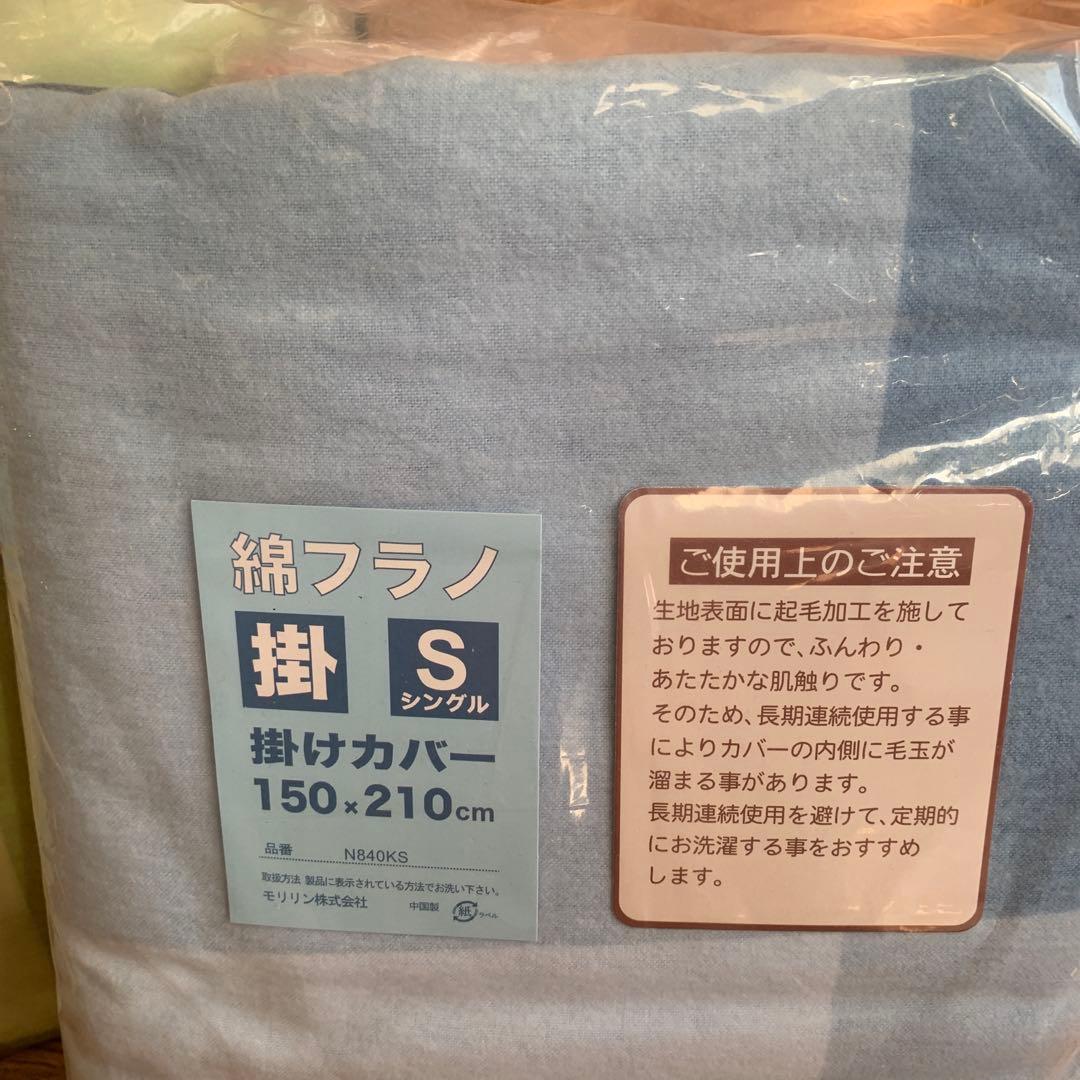 綿フラノ
掛
S
シングル
掛けカバー
150×210cm
品番 N840KS
取扱方法 製品に表示されている方法でお洗い下さい。
モリリン株式会社 中国製 紙 ラベル
ご使用上のご注意
生地表面に起毛加工を施して
おりますので、ふんわり・
あたたかな肌触りです。
そのため、長期連続使用する事
によりカバーの内側に毛玉が
溜まる事があります。
長期連続使用を避けて、定期的
にお洗濯する事をおすすめ
します。